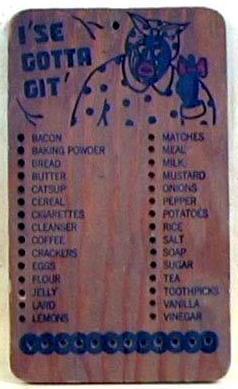 I'SE
GOTTA
GIT'
BACON
BAKING POWDER
BREAD
BUTTER
CATSUP
CEREAL
CIGARETTES
CLEANSER
COFFEE
CRACKERS
EGGS
FLOUR
JELLY
LARD
LEMONS
MATCHES
MEAL
MILK
MUSTARD
ONIONS
PEPPER
POTATOES
RICE
SALT
SOAP
SUGAR
TEA
TOOTHPICKS
VANILLA
VINEGAR